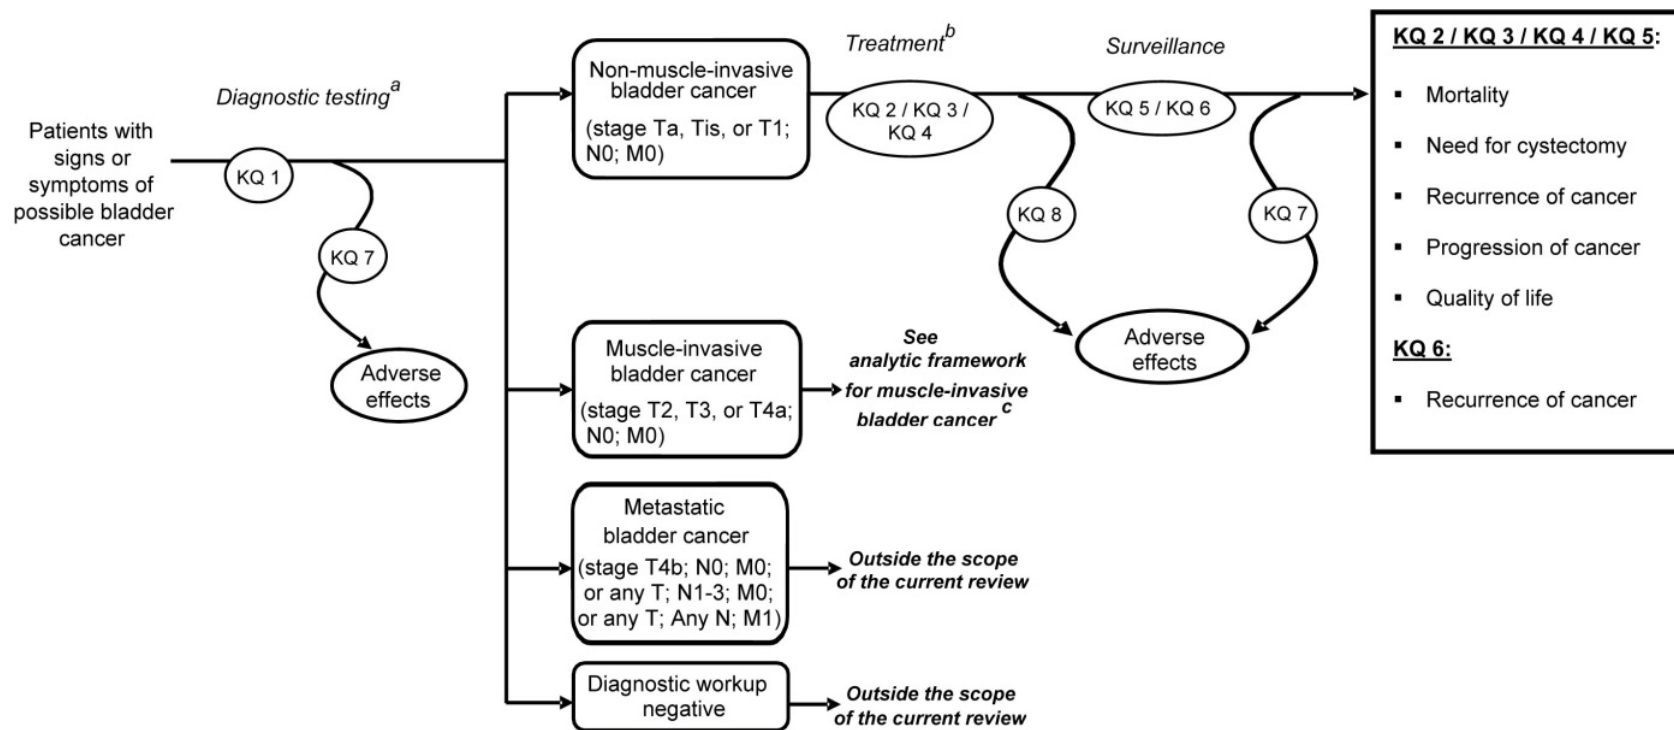 Patients with
signs or
symptoms of
possible bladder
cancer
Diagnostic testing^a
KQ 1
KQ 7
Adverse
effects
Non-muscle-invasive
bladder cancer
(stage Ta, Tis, or T1;
N0; M0)
Treatment^b
KQ 2 / KQ 3 /
KQ 4
Surveillance
KQ 5 / KQ 6
KQ 8
KQ 7
Adverse
effects
Muscle-invasive
bladder cancer
(stage T2, T3, or T4a;
N0; M0)
See
analytic framework
for muscle-invasive
bladder cancer^c
Metastatic
bladder cancer
(stage T4b; N0; M0;
or any T; N1-3; M0;
or any T; Any N; M1)
Outside the scope
of the current review
Diagnostic workup
negative
Outside the scope
of the current review
KQ 2 / KQ 3 / KQ 4 / KQ 5:
▪ Mortality
▪ Need for cystectomy
▪ Recurrence of cancer
▪ Progression of cancer
▪ Quality of life
KQ 6:
▪ Recurrence of cancer